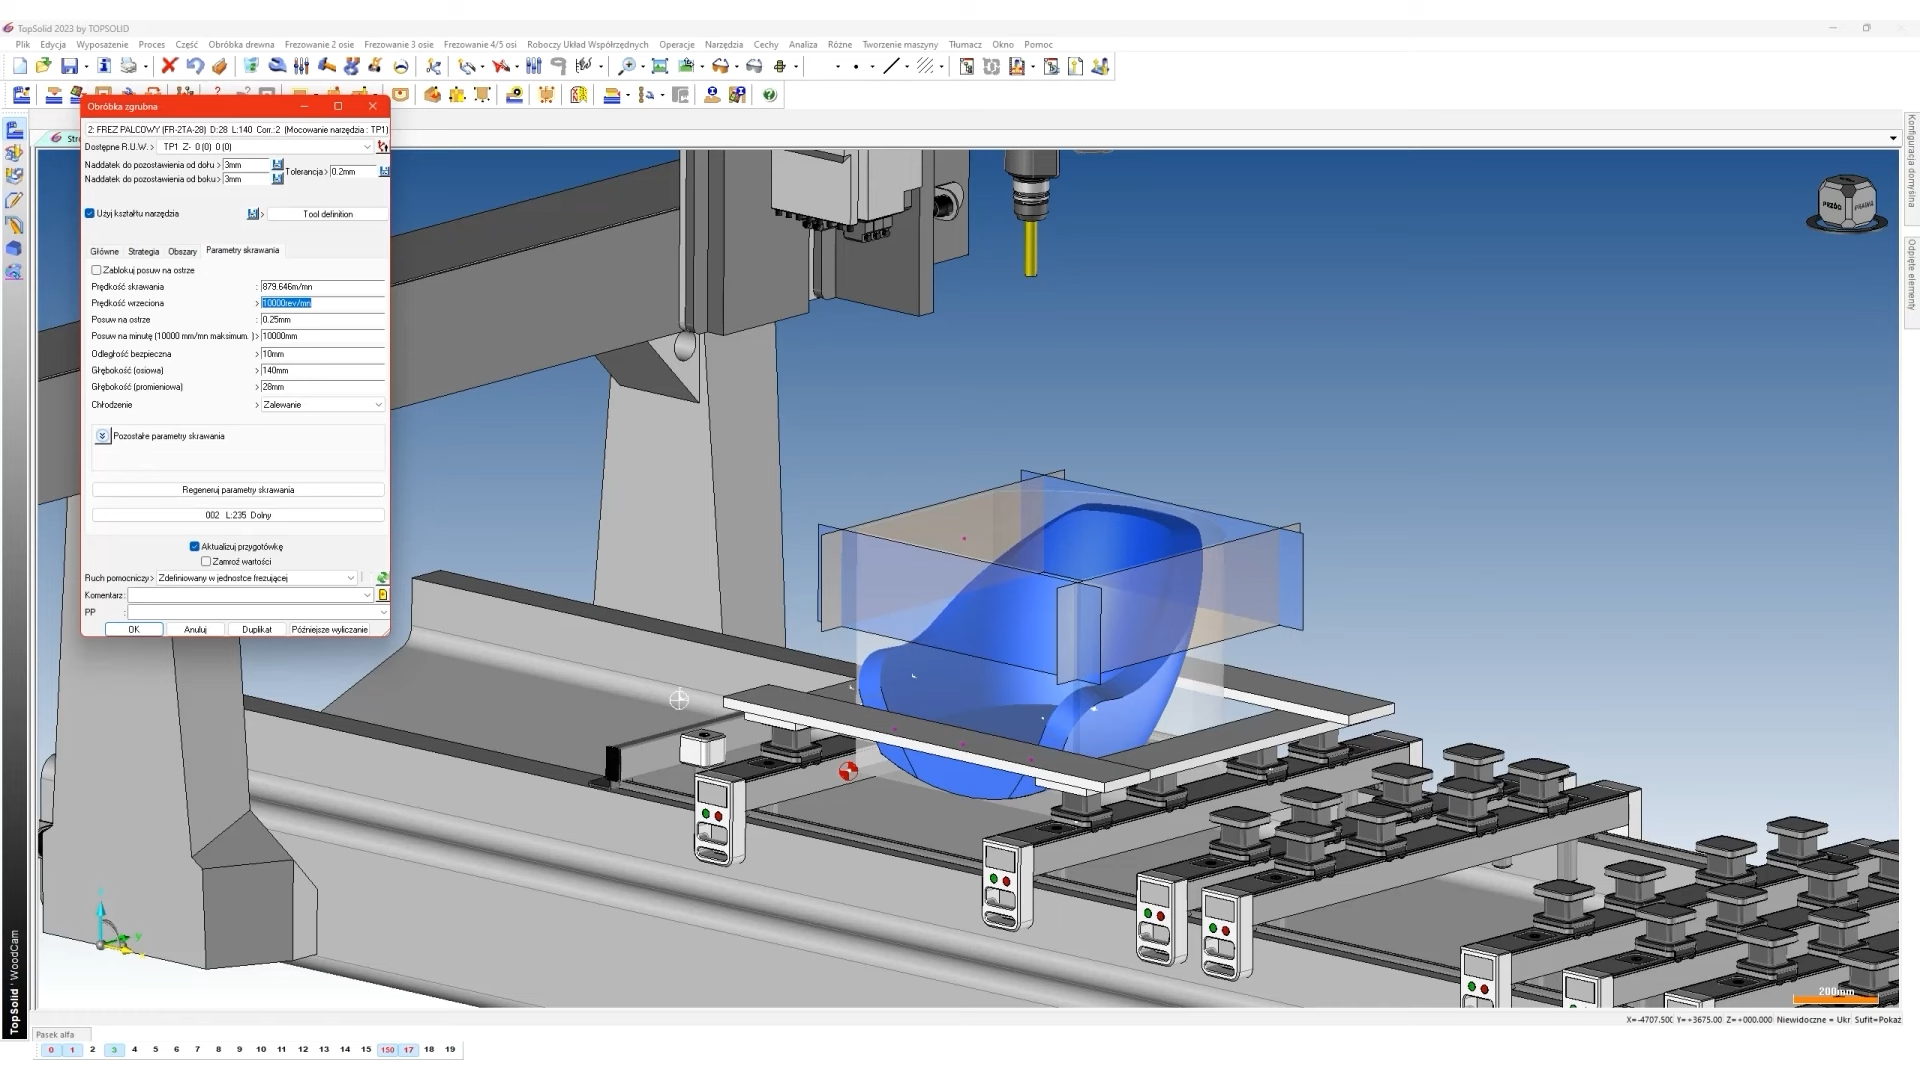 TopSolid 2023 by TOPSOLID
Plik Edycja Wyposażenie Proces Część Obróbka drewna Frezowanie 2 osie Frezowanie 3 osie Frezowanie 4/5 osi Roboczy Układ Współrzędnych Operacje Narzędzia Cechy Analiza Różne Tworzenie maszyny Tłumacz Okno Pomoc
Obróbka zgrubna
2: FREZ PALCOWY (FR-2TA-28) D:28 L:140 Corr.:2 (Mocowanie narzędzia : TP1)
Dostępne R.U.W. > TP1 Z- 0 (0) 0 (0)
Naddatek do pozostawienia od dołu > 3mm
Tolerancja > 0.2mm
Naddatek do pozostawienia od boku > 3mm
Użyj kształtu narzędzia > Tool definition
Główne Strategia Obszary Parametry skrawania
Zablokuj posuw na ostrze
Prędkość skrawania : 879.646m/mn
Prędkość wrzeciona > 10000rev/mn
Posuw na ostrze : 0.25mm
Posuw na minutę (10000 mm/mn maksimum. ) > 10000mm
Odległość bezpieczna > 10mm
Głębokość (osiowa) > 140mm
Głębokość (promieniowa) > 28mm
Chłodzenie > Zalewanie
Pozostałe parametry skrawania
Regeneruj parametry skrawania
002 L:235 Dolny
Aktualizuj przygotówkę
Zamroź wartości
Ruch pomocniczy > Zdefiniowany w jednostce frezującej
Komentarz :
PP :
OK Anuluj Duplikat Późniejsze wyliczanie
Str
PRZÓD PRAWA
Konfiguracja domyślna
Odpięte elementy
TopSolid'WoodCam
200mm
X=-4707.500 Y=+3675.00 Z=+000.000 Niewidoczne = Ukr Sufit=Pokaż
Pasek alfa
0 1 2 3 4 5 6 7 8 9 10 11 12 13 14 15 150 17 18 19